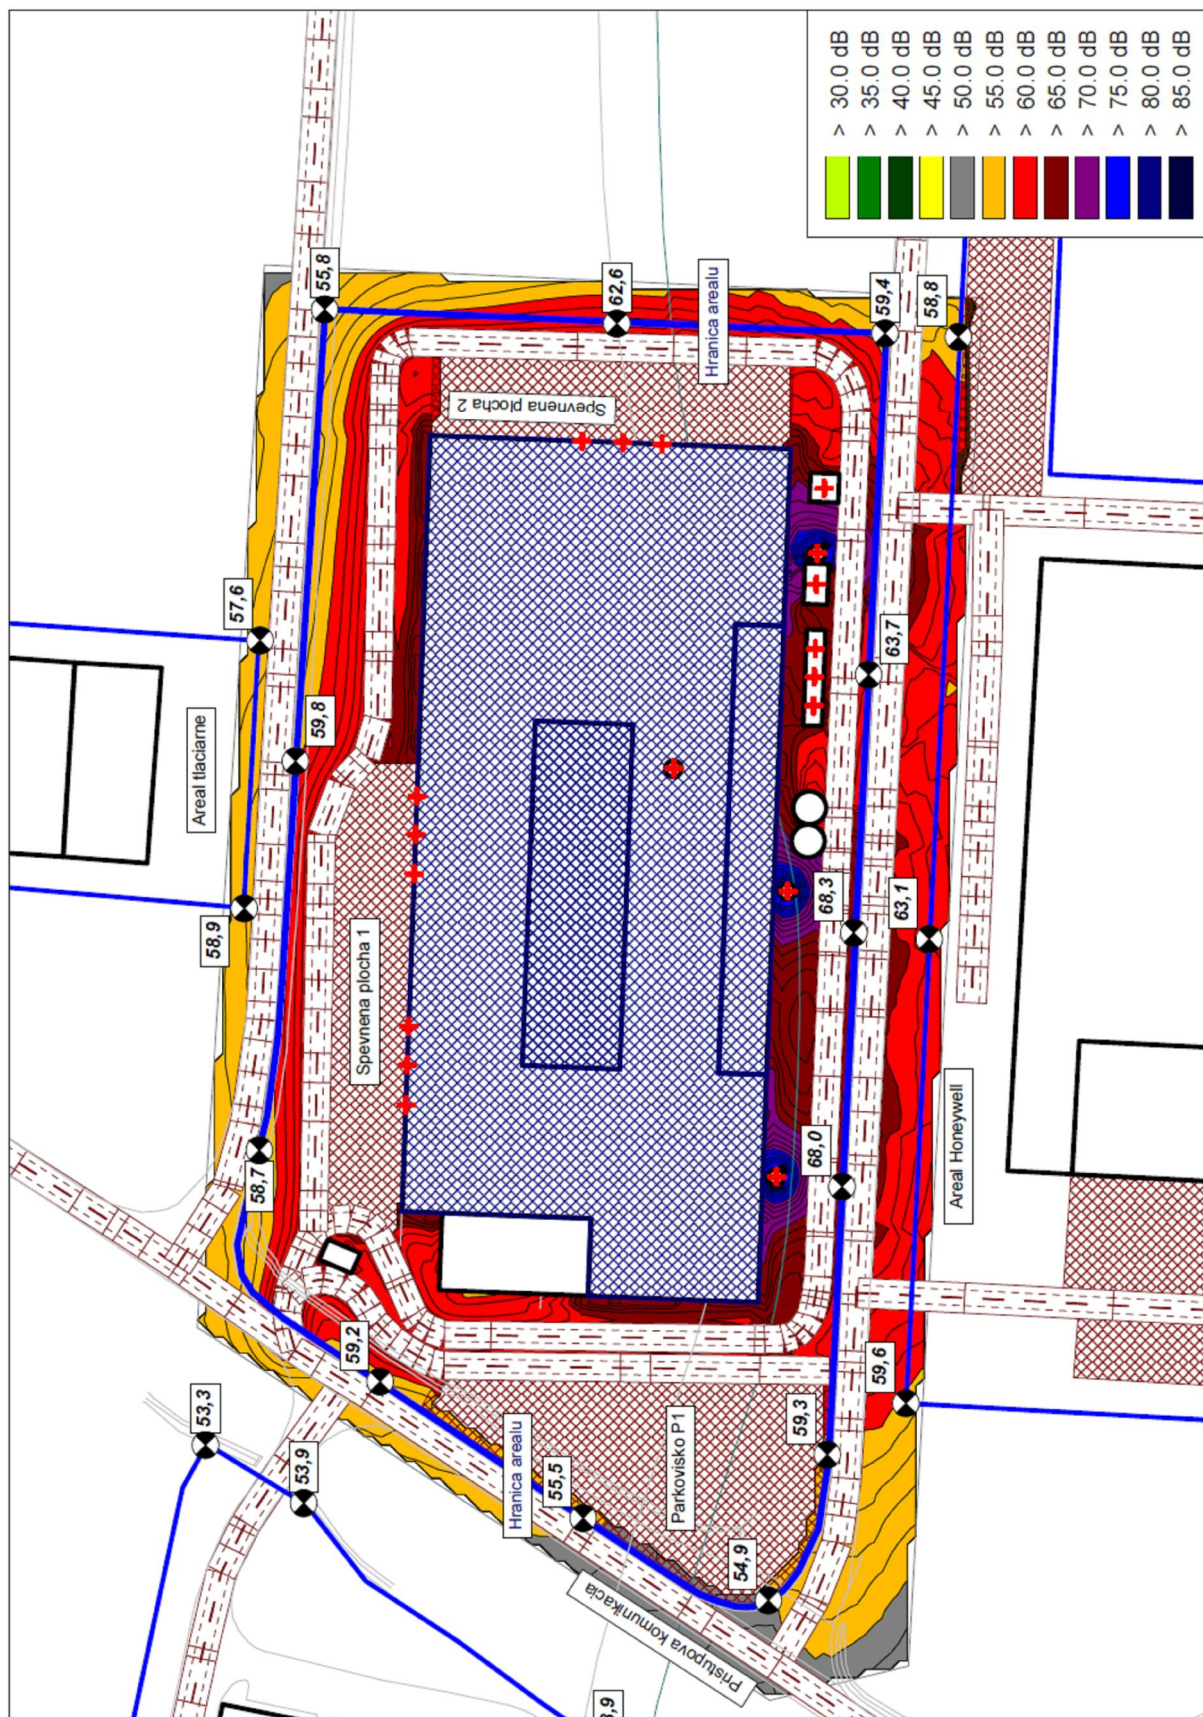 > 30.0 dB
> 35.0 dB
> 40.0 dB
> 45.0 dB
> 50.0 dB
> 55.0 dB
> 60.0 dB
> 65.0 dB
> 70.0 dB
> 75.0 dB
> 80.0 dB
> 85.0 dB
53,3
53,9
58,7
58,9
Areal tlaciarne
57,6
59,8
55,8
59,2
Spevnena plocha 1
Spevnena plocha 2
62,6
Hranica arealu
Hranica arealu
55,5
Parkovisko P1
Pristupova komunikacia
54,9
59,3
68,0
68,3
63,7
59,4
59,6
63,1
58,8
Areal Honeywell